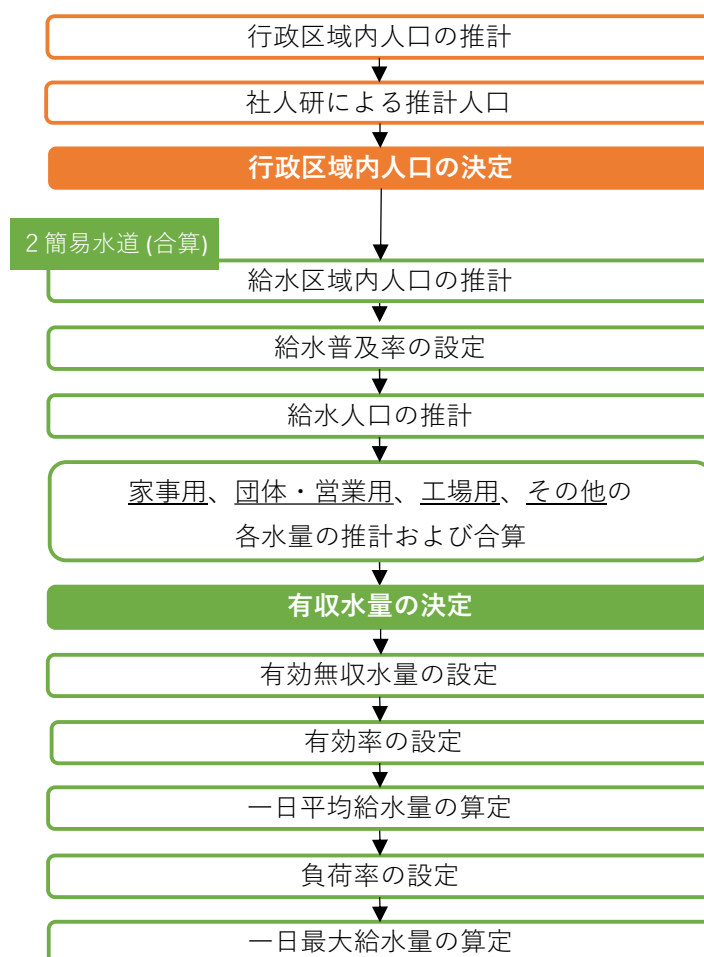 行政区域内人口の推計
社人研による推計人口
行政区域内人口の決定
2簡易水道(合算)
給水区域内人口の推計
給水普及率の設定
給水人口の推計
家事用、団体・営業用、工場用、その他の
各水量の推計および合算
有収水量の決定
有効無収水量の設定
有効率の設定
一日平均給水量の算定
負荷率の設定
一日最大給水量の算定